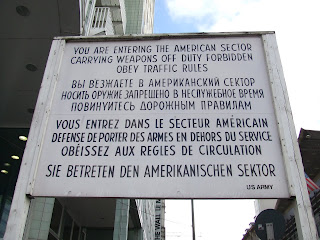 YOU ARE ENTERING THE AMERICAN SECTOR
CARRYING WEAPONS OFF DUTY FORBIDDEN
OBEY TRAFFIC RULES
ВЫ ВЪЕЗЖАЕТЕ В АМЕРИКАНСКИЙ СЕКТОР
НОСИТЬ ОРУЖИЕ ЗАПРЕЩЕНО В НЕСЛУЖЕБНОЕ ВРЕМЯ
ПОВИНУЙТЕСЬ ДОРОЖНЫМ ПРАВИЛАМ
VOUS ENTREZ DANS LE SECTEUR AMÉRICAIN
DÉFENSE DE PORTER DES ARMES EN DEHORS DU SERVICE
OBÉISSEZ AUX RÈGLES DE CIRCULATION
SIE BETRETEN DEN AMERIKANISCHEN SEKTOR
US ARMY